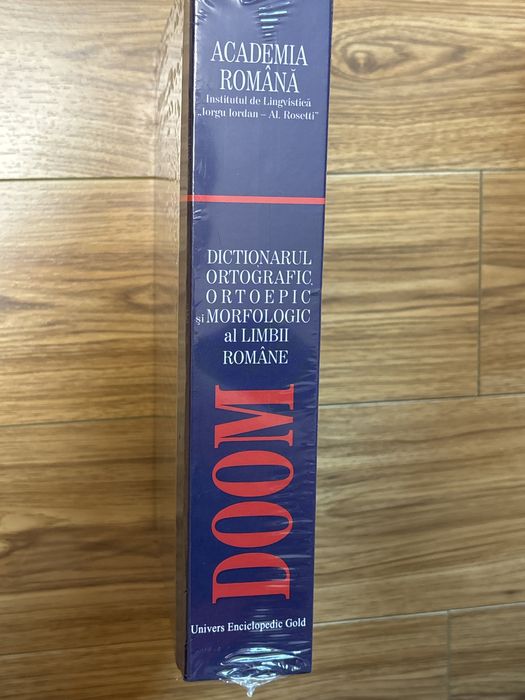 ACADEMIA
ROMÂNĂ
Institutul de Lingvistică
„Iorgu Iordan – Al. Rosetti”
DICȚIONARUL
ORTOGRAFIC,
ORTOEPIC
și MORFOLOGIC
al LIMBII
ROMÂNE
DOOM
Univers Enciclopedic Gold